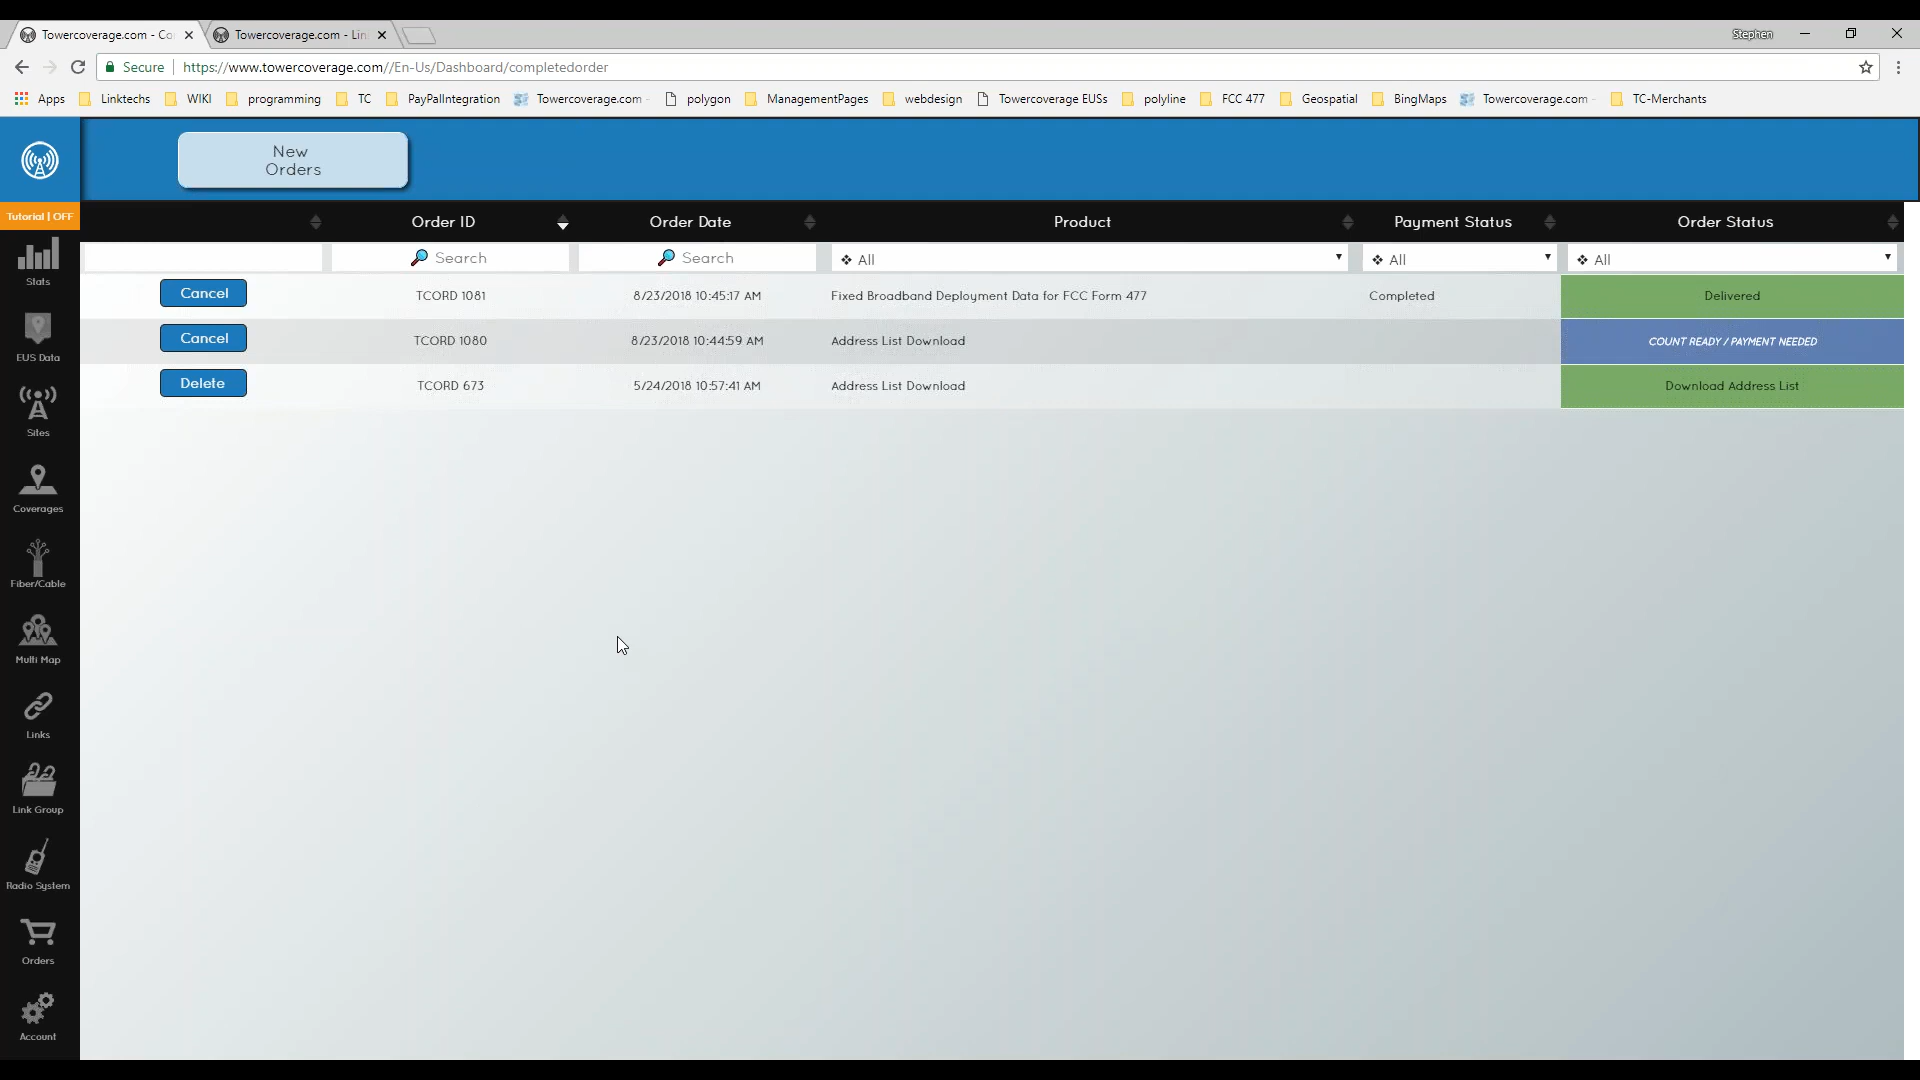 Towercoverage.com - Co
Towercoverage.com - Lin
Stephen
Secure
https://www.towercoverage.com//En-Us/Dashboard/completedorder
Apps
Linktechs
WIKI
programming
TC
PayPalIntegration
Towercoverage.com -
polygon
ManagementPages
webdesign
Towercoverage EUSs
polyline
FCC 477
Geospatial
BingMaps
Towercoverage.com -
TC-Merchants
New
Orders
Tutorial | OFF
Stats
EUS Data
Sites
Coverages
Fiber/Cable
Multi Map
Links
Link Group
Radio System
Orders
Account
Order ID
Order Date
Product
Payment Status
Order Status
Search
Search
All
All
All
Cancel
TCORD 1081
8/23/2018 10:45:17 AM
Fixed Broadband Deployment Data for FCC Form 477
Completed
Delivered
Cancel
TCORD 1080
8/23/2018 10:44:59 AM
Address List Download
COUNT READY / PAYMENT NEEDED
Delete
TCORD 673
5/24/2018 10:57:41 AM
Address List Download
Download Address List